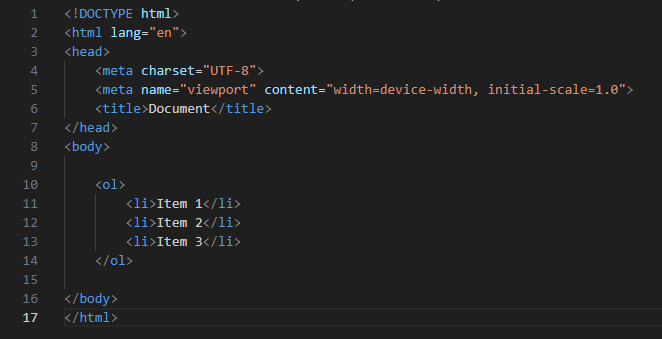 1 <!DOCTYPE html>
2 <html lang="en">
3 <head>
4     <meta charset="UTF-8">
5     <meta name="viewport" content="width=device-width, initial-scale=1.0">
6     <title>Document</title>
7 </head>
8 <body>
9
10     <ol>
11         <li>Item 1</li>
12         <li>Item 2</li>
13         <li>Item 3</li>
14     </ol>
15
16 </body>
17 </html>